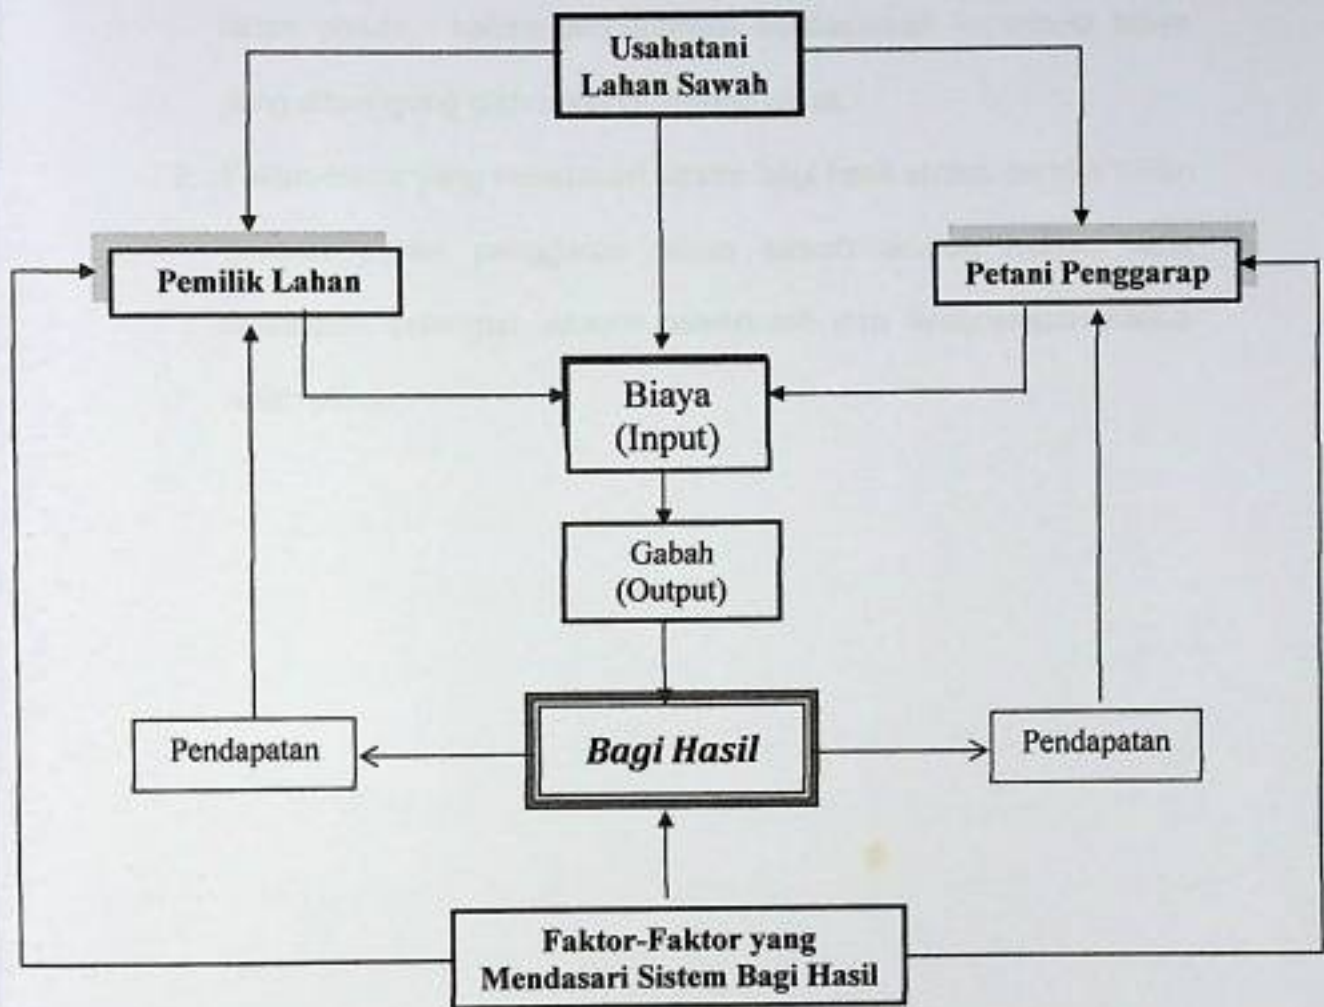 Usahatani
Lahan Sawah
Pemilik Lahan
Petani Penggarap
Biaya
(Input)
Gabah
(Output)
Pendapatan
Bagi Hasil
Pendapatan
Faktor-Faktor yang
Mendasari Sistem Bagi Hasil